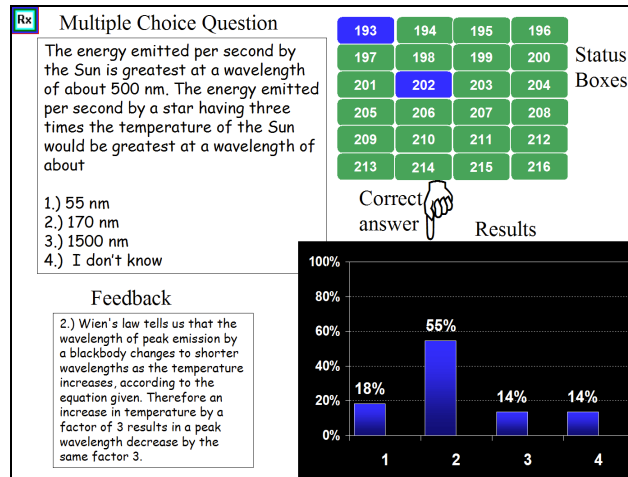 Rx
Multiple Choice Question
The energy emitted per second by
the Sun is greatest at a wavelength
of about 500 nm. The energy emitted
per second by a star having three
times the temperature of the Sun
would be greatest at a wavelength of
about
1.) 55 nm
2.) 170 nm
3.) 1500 nm
4.) I don't know
193 194 195 196
197 198 199 200
201 202 203 204
205 206 207 208
209 210 211 212
213 214 215 216
Status
Boxes
Correct
answer
Results
Feedback
2.) Wien's law tells us that the
wavelength of peak emission by
a blackbody changes to shorter
wavelengths as the temperature
increases, according to the
equation given. Therefore an
increase in temperature by a
factor of 3 results in a peak
wavelength decrease by the
same factor 3.
100%
80%
60%
40%
20%
0%
18%
55%
14%
14%
1 2 3 4